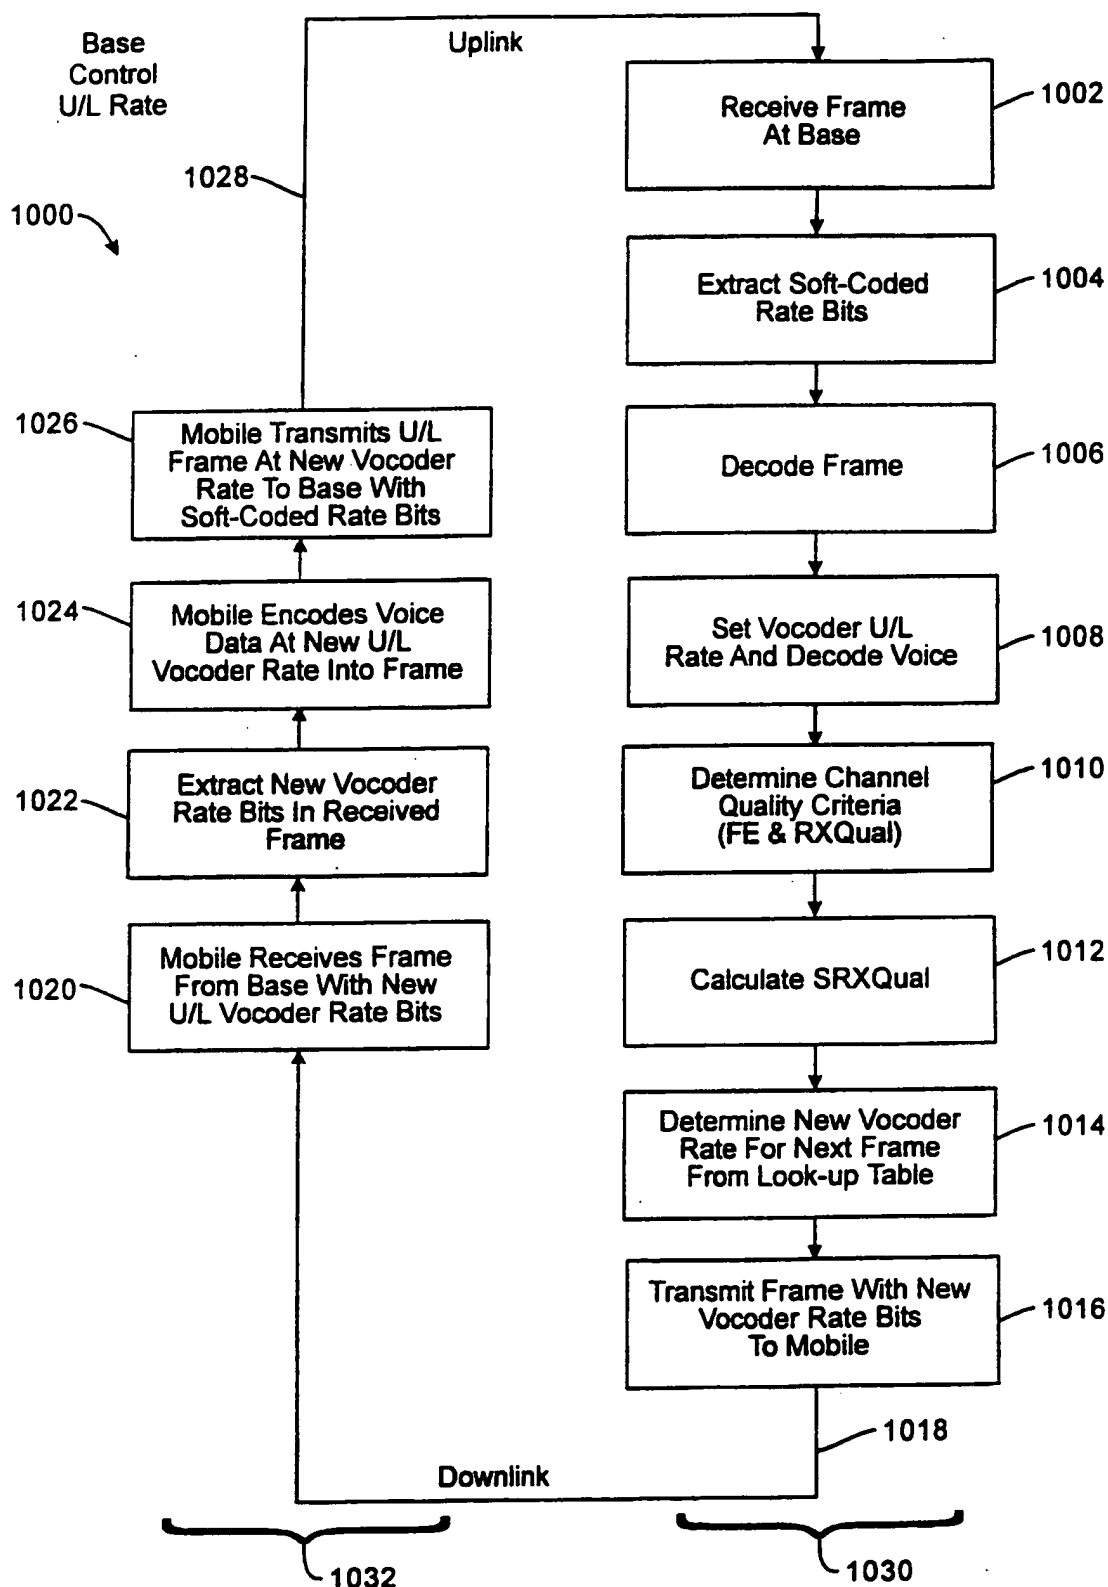 Base
Control
U/L Rate
1000
Uplink
1028
Receive Frame
At Base
1002
Extract Soft-Coded
Rate Bits
1004
Decode Frame
1006
Set Vocoder U/L
Rate And Decode Voice
1008
Determine Channel
Quality Criteria
(FE & RXQual)
1010
Calculate SRXQual
1012
Determine New Vocoder
Rate For Next Frame
From Look-up Table
1014
Transmit Frame With New
Vocoder Rate Bits
To Mobile
1016
1018
Downlink
1020
Mobile Receives Frame
From Base With New
U/L Vocoder Rate Bits
1022
Extract New Vocoder
Rate Bits In Received
Frame
1024
Mobile Encodes Voice
Data At New U/L
Vocoder Rate Into Frame
1026
Mobile Transmits U/L
Frame At New Vocoder
Rate To Base With
Soft-Coded Rate Bits
1032
1030